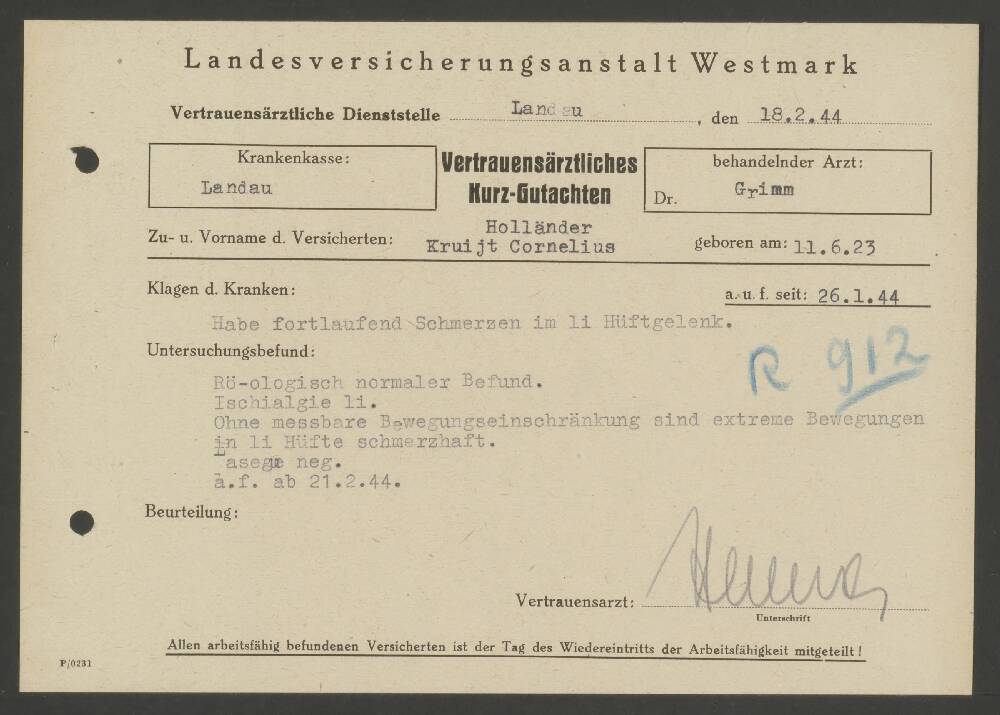 Landesversicherungsanstalt Westmark
Vertrauensärztliche Dienststelle Landau, den 18.2.44
Krankenkasse:
Landau
Vertrauensärztliches
Kurz-Gutachten
behandelnder Arzt:
Dr. Grimm
Holländer
Zu- u. Vorname d. Versicherten: Kruijt Cornelius geboren am: 11.6.23
Klagen d. Kranken: a. u. f. seit: 26.1.44
Habe fortlaufend Schmerzen im li Hüftgelenk.
Untersuchungsbefund:
R 912
Rö-ologisch normaler Befund.
Ischialgie li.
Ohne messbare Bewegungseinschränkung sind extreme Bewegungen
in li Hüfte schmerzhaft.
Lasegue neg.
a.f. ab 21.2.44.
Beurteilung:
Vertrauensarzt:
Unterschrift
Allen arbeitsfähig befundenen Versicherten ist der Tag des Wiedereintritts der Arbeitsfähigkeit mitgeteilt!
P/0231